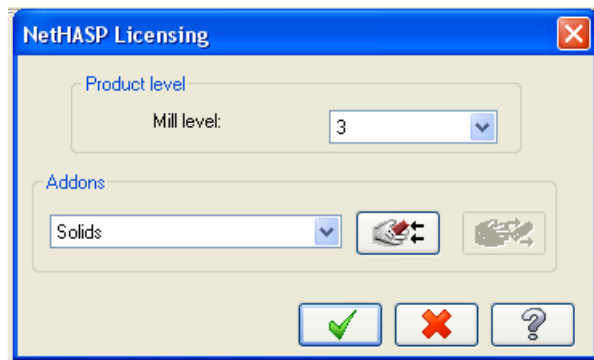 NetHASP Licensing
Product level
Mill level:
3
Addons
Solids